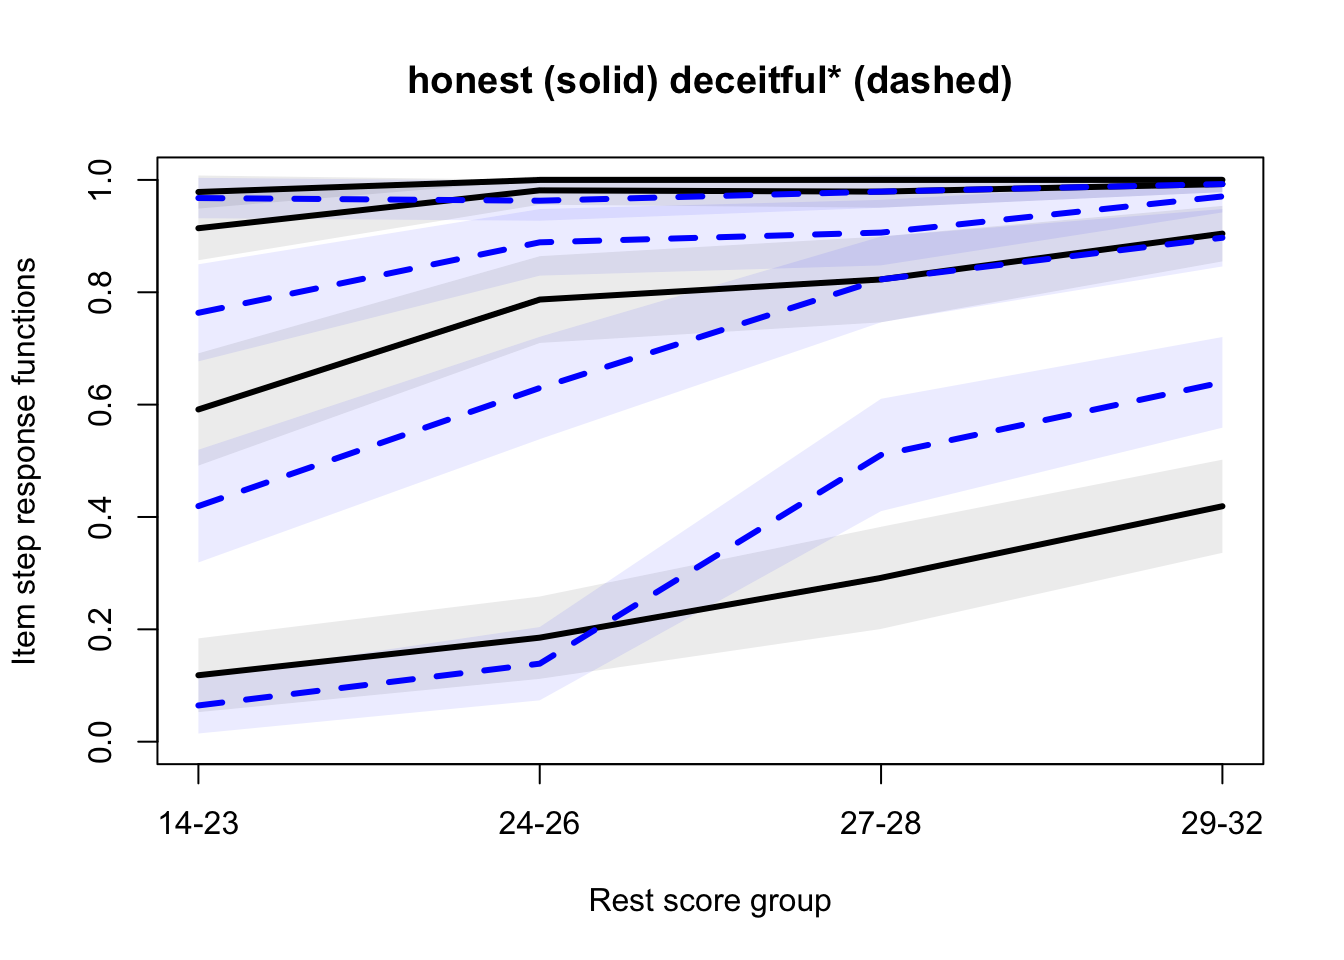 honest (solid) deceitful* (dashed)
Item step response functions
1.0
0.8
0.6
0.4
0.2
0.0
14-23 24-26 27-28 29-32
Rest score group